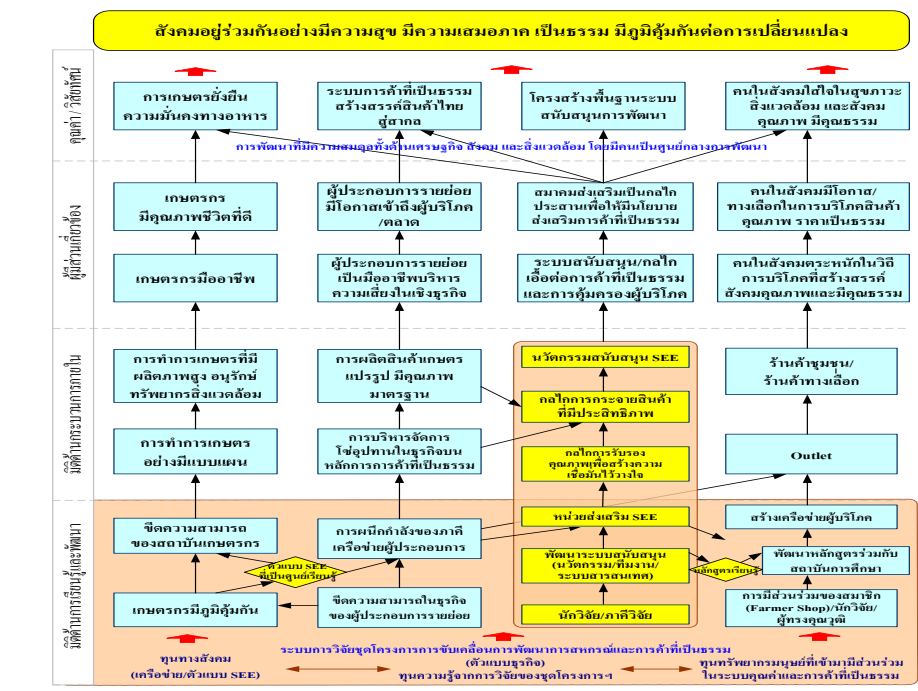 สังคมอยู่ร่วมกันอย่างมีความสุข มีความเสมอภาค เป็นธรรม มีภูมิคุ้มกันต่อการเปลี่ยนแปลง
คุณค่า / วิสัยทัศน์
การเกษตรยั่งยืน
ความมั่นคงทางอาหาร
ระบบการค้าที่เป็นธรรม
สร้างสรรค์สินค้าไทย
สู่สากล
โครงสร้างพื้นฐานระบบ
สนับสนุนการพัฒนา
คนในสังคมใส่ใจในสุขภาวะ
สิ่งแวดล้อม และสังคม
คุณภาพ มีคุณธรรม
การพัฒนาที่มีความสมดุลทั้งด้านเศรษฐกิจ สังคม และสิ่งแวดล้อม โดยมีคนเป็นศูนย์กลางการพัฒนา
ผู้มีส่วนเกี่ยวข้อง
เกษตรกร
มีคุณภาพชีวิตที่ดี
ผู้ประกอบการรายย่อย
มีโอกาสเข้าถึงผู้บริโภค
/ตลาด
สมาคมส่งเสริมเป็นกลไก
ประสานเพื่อให้มีนโยบาย
ส่งเสริมการค้าที่เป็นธรรม
คนในสังคมมีโอกาส/
ทางเลือกในการบริโภคสินค้า
คุณภาพ ราคาเป็นธรรม
เกษตรกรมืออาชีพ
ผู้ประกอบการรายย่อย
เป็นมืออาชีพบริหาร
ความเสี่ยงในเชิงธุรกิจ
ระบบสนับสนุน/กลไก
เอื้อต่อการค้าที่เป็นธรรม
และการคุ้มครองผู้บริโภค
คนในสังคมตระหนักในวิถี
การบริโภคที่สร้างสรรค์
สังคมคุณภาพและมีคุณธรรม
มิติด้านกระบวนการภายใน
การทำการเกษตรที่มี
ผลิตภาพสูง อนุรักษ์
ทรัพยากรสิ่งแวดล้อม
การผลิตสินค้าเกษตร
แปรรูป มีคุณภาพ
มาตรฐาน
นวัตกรรมสนับสนุน SEE
กลไกการกระจายสินค้า
ที่มีประสิทธิภาพ
ร้านค้าชุมชน/
ร้านค้าทางเลือก
การทำการเกษตร
อย่างมีแบบแผน
การบริหารจัดการ
โซ่อุปทานในธุรกิจบน
หลักการการค้าที่เป็นธรรม
กลไกการรับรอง
คุณภาพเพื่อสร้างความ
เชื่อมั่นไว้วางใจ
Outlet
มิติด้านการเรียนรู้และพัฒนา
ขีดความสามารถ
ของสถาบันเกษตรกร
การผนึกกำลังของภาคี
เครือข่ายผู้ประกอบการ
หน่วยส่งเสริม SEE
สร้างเครือข่ายผู้บริโภค
ตัวแบบ SEE
ที่เป็นศูนย์เรียนรู้
พัฒนาระบบสนับสนุน
(นวัตกรรม/ทีมงาน/
ระบบสารสนเทศ)
หลักสูตรเรียนรู้
พัฒนาหลักสูตรร่วมกับ
สถาบันการศึกษา
เกษตรกรมีภูมิคุ้มกัน
ขีดความสามารถในธุรกิจ
ของผู้ประกอบการรายย่อย
นักวิจัย/ภาคีวิจัย
การมีส่วนร่วมของสมาชิก
(Farmer Shop)/นักวิจัย/
ผู้ทรงคุณวุฒิ
ระบบการวิจัยชุดโครงการการขับเคลื่อนการพัฒนาการสหกรณ์และการค้าที่เป็นธรรม
ทุนทางสังคม
(เครือข่าย/ตัวแบบ SEE)
(ตัวแบบธุรกิจ)
ทุนความรู้จากการวิจัยของชุดโครงการฯ
ทุนทรัพยากรมนุษย์ที่เข้ามามีส่วนร่วม
ในระบบคุณค่าและการค้าที่เป็นธรรม